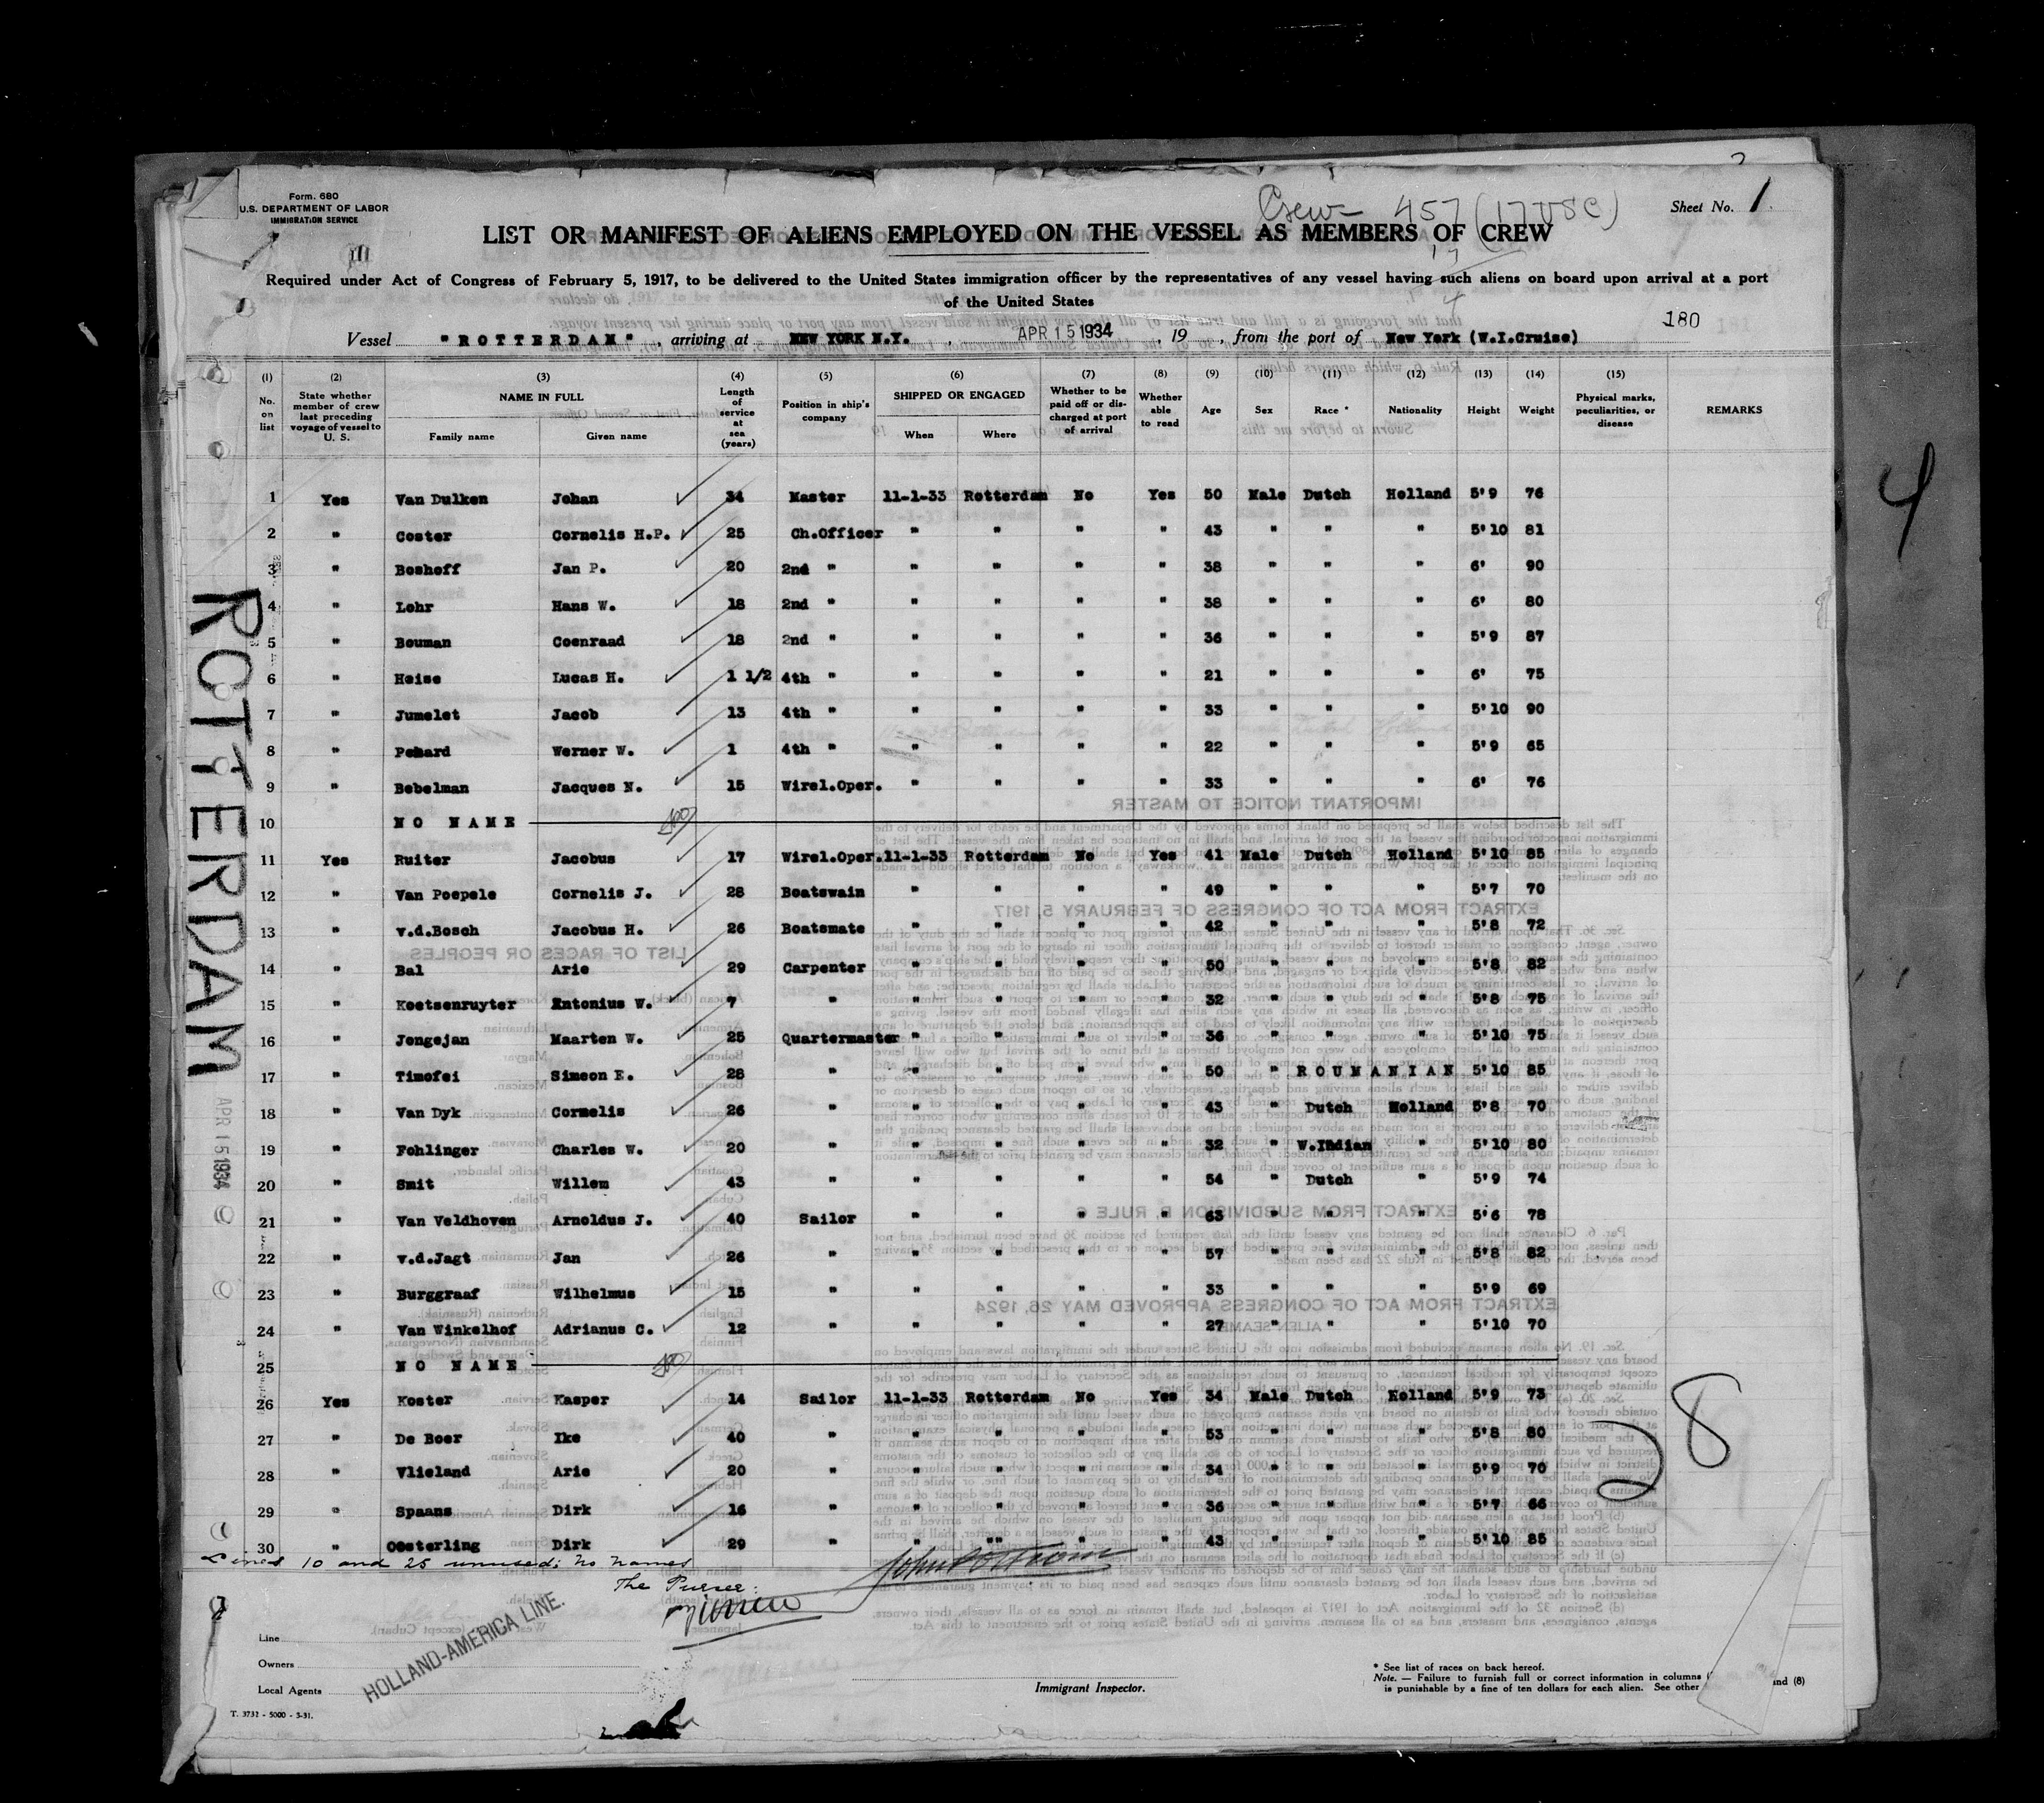 Form. 680
U.S. DEPARTMENT OF LABOR
IMMIGRATION SERVICE
Crew- 457 (17 USC)
Sheet No. 1
LIST OR MANIFEST OF ALIENS EMPLOYED ON THE VESSEL AS MEMBERS OF CREW
Required under Act of Congress of February 5, 1917, to be delivered to the United States immigration officer by the representatives of any vessel having such aliens on board upon arrival at a port
of the United States
180
Vessel "ROTTERDAM", arriving at NEW YORK N.Y., APR 15 1934, 19, from the port of New York (W.I.Cruise)
(1) (2) (3) (4) (5) (6) (7) (8) (9) (10) (11) (12) (13) (14) (15)
No. on list State whether member of crew last preceding voyage of vessel to U. S. NAME IN FULL Family name Given name Length of service at sea (years) Position in ship's company SHIPPED OR ENGAGED When Where Whether to be paid off or discharged at port of arrival Whether able to read Age Sex Race * Nationality Height Weight Physical marks, peculiarities, or disease REMARKS
1 Yes Van Dulken Johan 34 Master 11-1-33 Rotterdam No Yes 50 Male Dutch Holland 5'9 76
2 " Coster Cornelis H.P. 25 Ch.Officer " " " " 43 " " " 5'10 81
3 " Boshoff Jan P. 20 2nd " " " " " 38 " " " 6' 90
4 " Lohr Hans W. 18 2nd " " " " " 38 " " " 6' 80
5 " Bouman Coenraad 18 2nd " " " " " 36 " " " 5'9 87
6 " Heise Lucas H. 1 1/2 4th " " " " " 21 " " " 6' 75
7 " Jumelet Jacob 13 4th " " " " " 33 " " " 5'10 90
8 " Penard Werner W. 1 4th " " " " " 22 " " " 5'9 65
9 " Bebelman Jacques N. 15 Wirel.Oper. " " " " 33 " " " 6' 76
10 NO NAME
11 Yes Ruiter Jacobus 17 Wirel.Oper. 11-1-33 Rotterdam No Yes 41 Male Dutch Holland 5'10 85
12 " Van Poepele Cornelis J. 28 Boatswain " " " " 49 " " " 5'7 70
13 " v.d.Bosch Jacobus H. 26 Boatsmate " " " " 42 " " " 5'8 72
14 " Bal Arie 29 Carpenter " " " " 50 " " " 5'8 82
15 " Koetsenruyter Antonius W. 7 " " " " " 32 " " " 5'8 75
16 " Jongejan Maarten W. 25 Quartermaster " " " " 36 " " " 5'10 75
17 " Timofei Simeon E. 28 " " " " " 50 " ROUMANIAN 5'10 85
18 " Van Dyk Cornelis 26 " " " " " 43 " Dutch Holland 5'8 70
19 " Fohlinger Charles W. 20 " " " " " 32 " W.Indian " 5'10 80
20 " Smit Willem 43 " " " " " 54 " Dutch " 5'9 74
21 " Van Veldhoven Arnoldus J. 40 Sailor " " " " 63 " " " 5'6 78
22 " v.d.Jagt Jan 26 " " " " " 57 " " " 5'8 82
23 " Burggraaf Wilhelmus 15 " " " " " 33 " " " 5'9 69
24 " Van Winkelhof Adrianus C. 12 " " " " " 27 " " " 5'10 70
25 NO NAME
26 Yes Koster Kasper 14 Sailor 11-1-33 Rotterdam No Yes 34 Male Dutch Holland 5'9 73
27 " De Boer Ike 40 " " " " " 53 " " " 5'8 80
28 " Vlieland Arie 20 " " " " " 34 " " " 5'9 70
29 " Spaans Dirk 16 " " " " " 36 " " " 5'7 66
30 " Oosterling Dirk 29 " " "" " " 43 " " " 5'10 85
Lines 10 and 25 unused; no names
The Purser:
Line
Owners
Local Agents
HOLLAND-AMERICA LINE.
Immigrant Inspector.
* See list of races on back hereof.
Note. — Failure to furnish full or correct information in columns
is punishable by a fine of ten dollars for each alien. See other
and (8)
T. 3732 - 5000 - 5-31.
ROTTERDAM
APR 15 1934
4
28